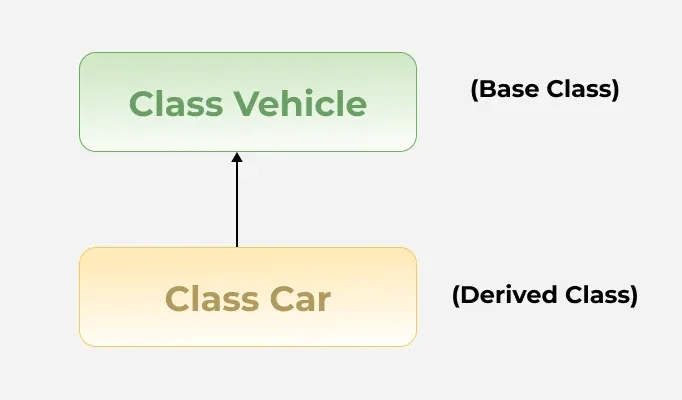 Class Vehicle
(Base Class)
Class Car
(Derived Class)